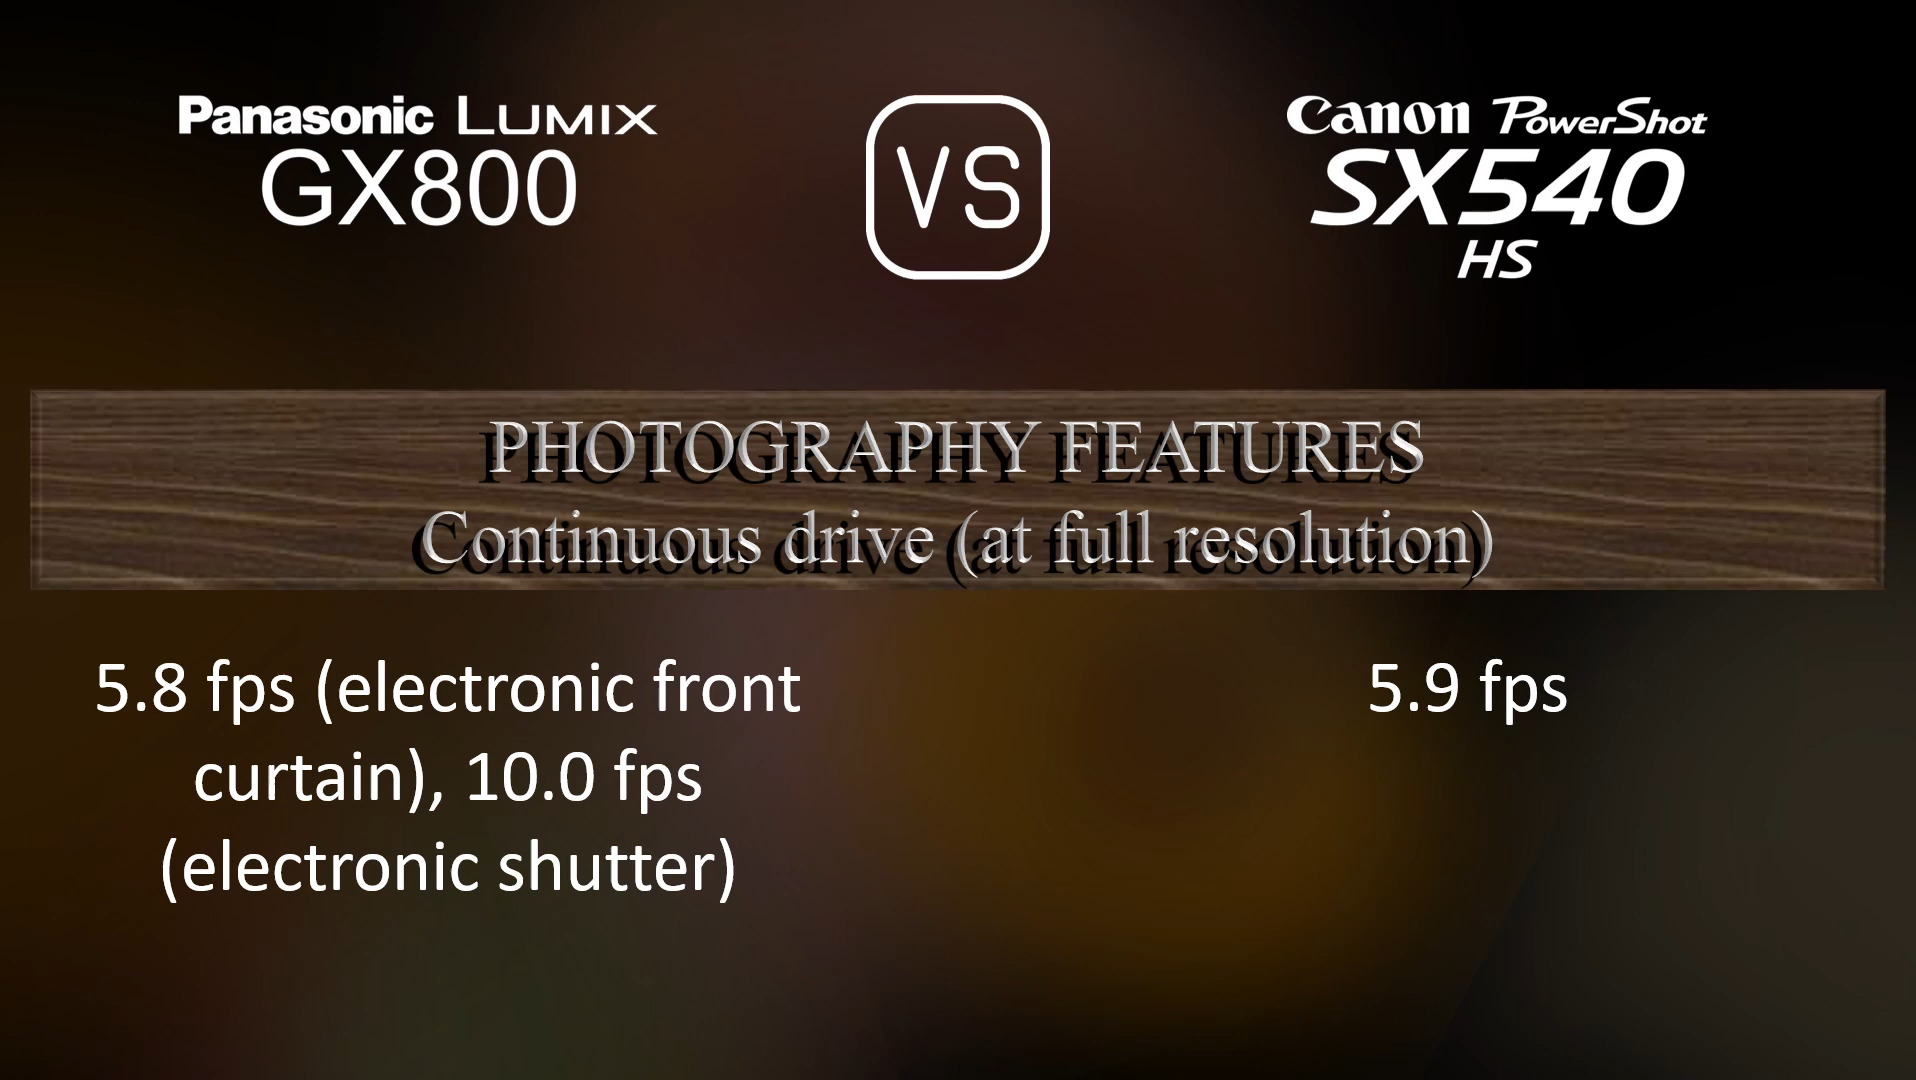 Panasonic LUMIX
GX800
VS
Canon PowerShot
SX540
HS
PHOTOGRAPHY FEATURES
Continuous drive (at full resolution)
5.8 fps (electronic front
curtain), 10.0 fps
(electronic shutter)
5.9 fps